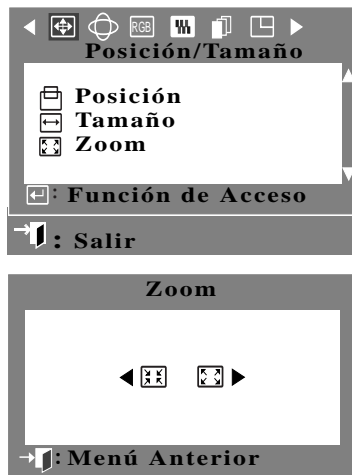 RGB
Posición/Tamaño
Posición
Tamaño
Zoom
: Función de Acceso
: Salir
Zoom
: Menú Anterior